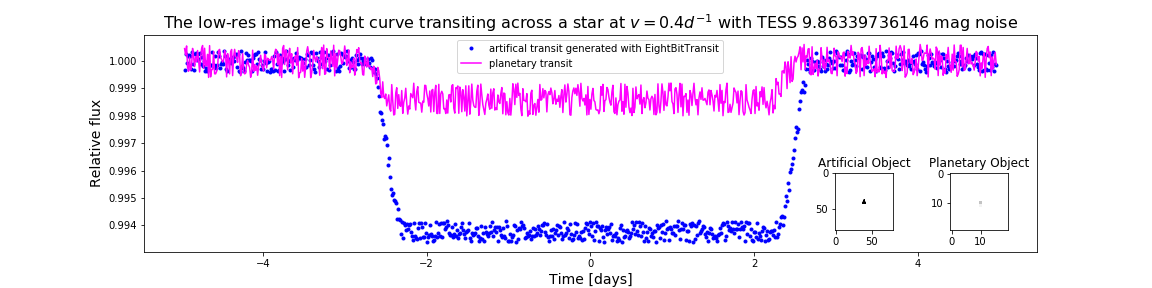 The low-res image's light curve transiting across a star at v = 0.4d⁻¹ with TESS 9.86339736146 mag noise
artifical transit generated with EightBitTransit
planetary transit
Relative flux
1.000
0.999
0.998
0.997
0.996
0.995
0.994
−4
−2
0
2
4
Time [days]
Artificial Object
0
50
0
50
Planetary Object
0
10
0
10